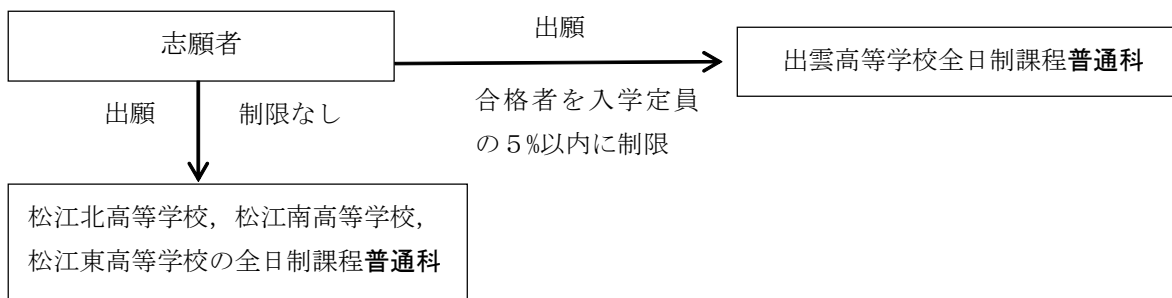 志願者
出願
合格者を入学定員
の５%以内に制限
出雲高等学校全日制課程普通科
出願
制限なし
松江北高等学校，松江南高等学校，
松江東高等学校の全日制課程普通科